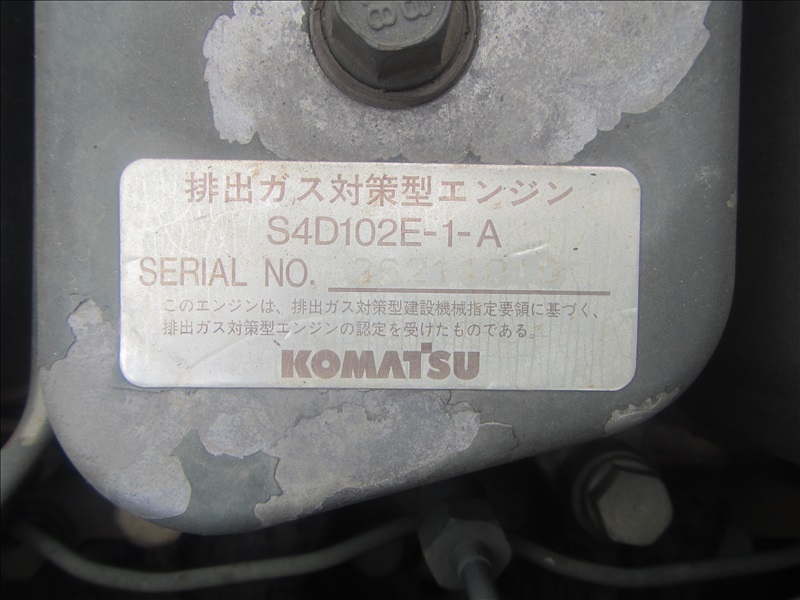 排出ガス対策型エンジン
S4D102E-1-A
SERIAL NO.
このエンジンは、排出ガス対策型建設機械指定要領に基づく、
排出ガス対策型エンジンの認定を受けたものである。
KOMATSU